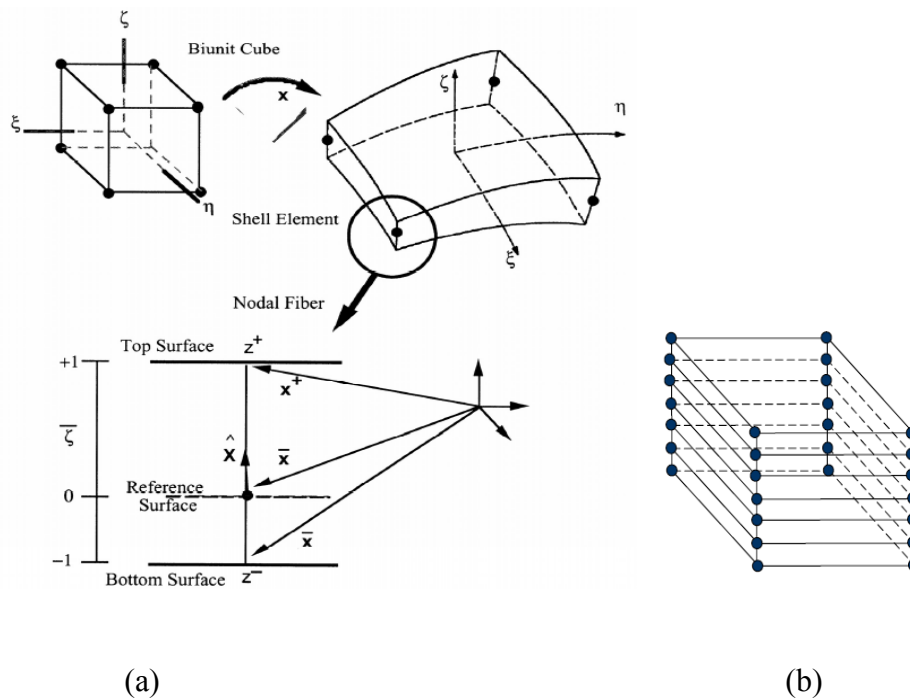 ζ
Biunit Cube
x
ξ
η
ζ
η
ξ
Shell Element
Nodal Fiber
Top Surface
z⁺
+1
x⁺
ζ̅
x̂
x̅
0
Reference
Surface
x̅
−1
Bottom Surface
z⁻
(a)
(b)